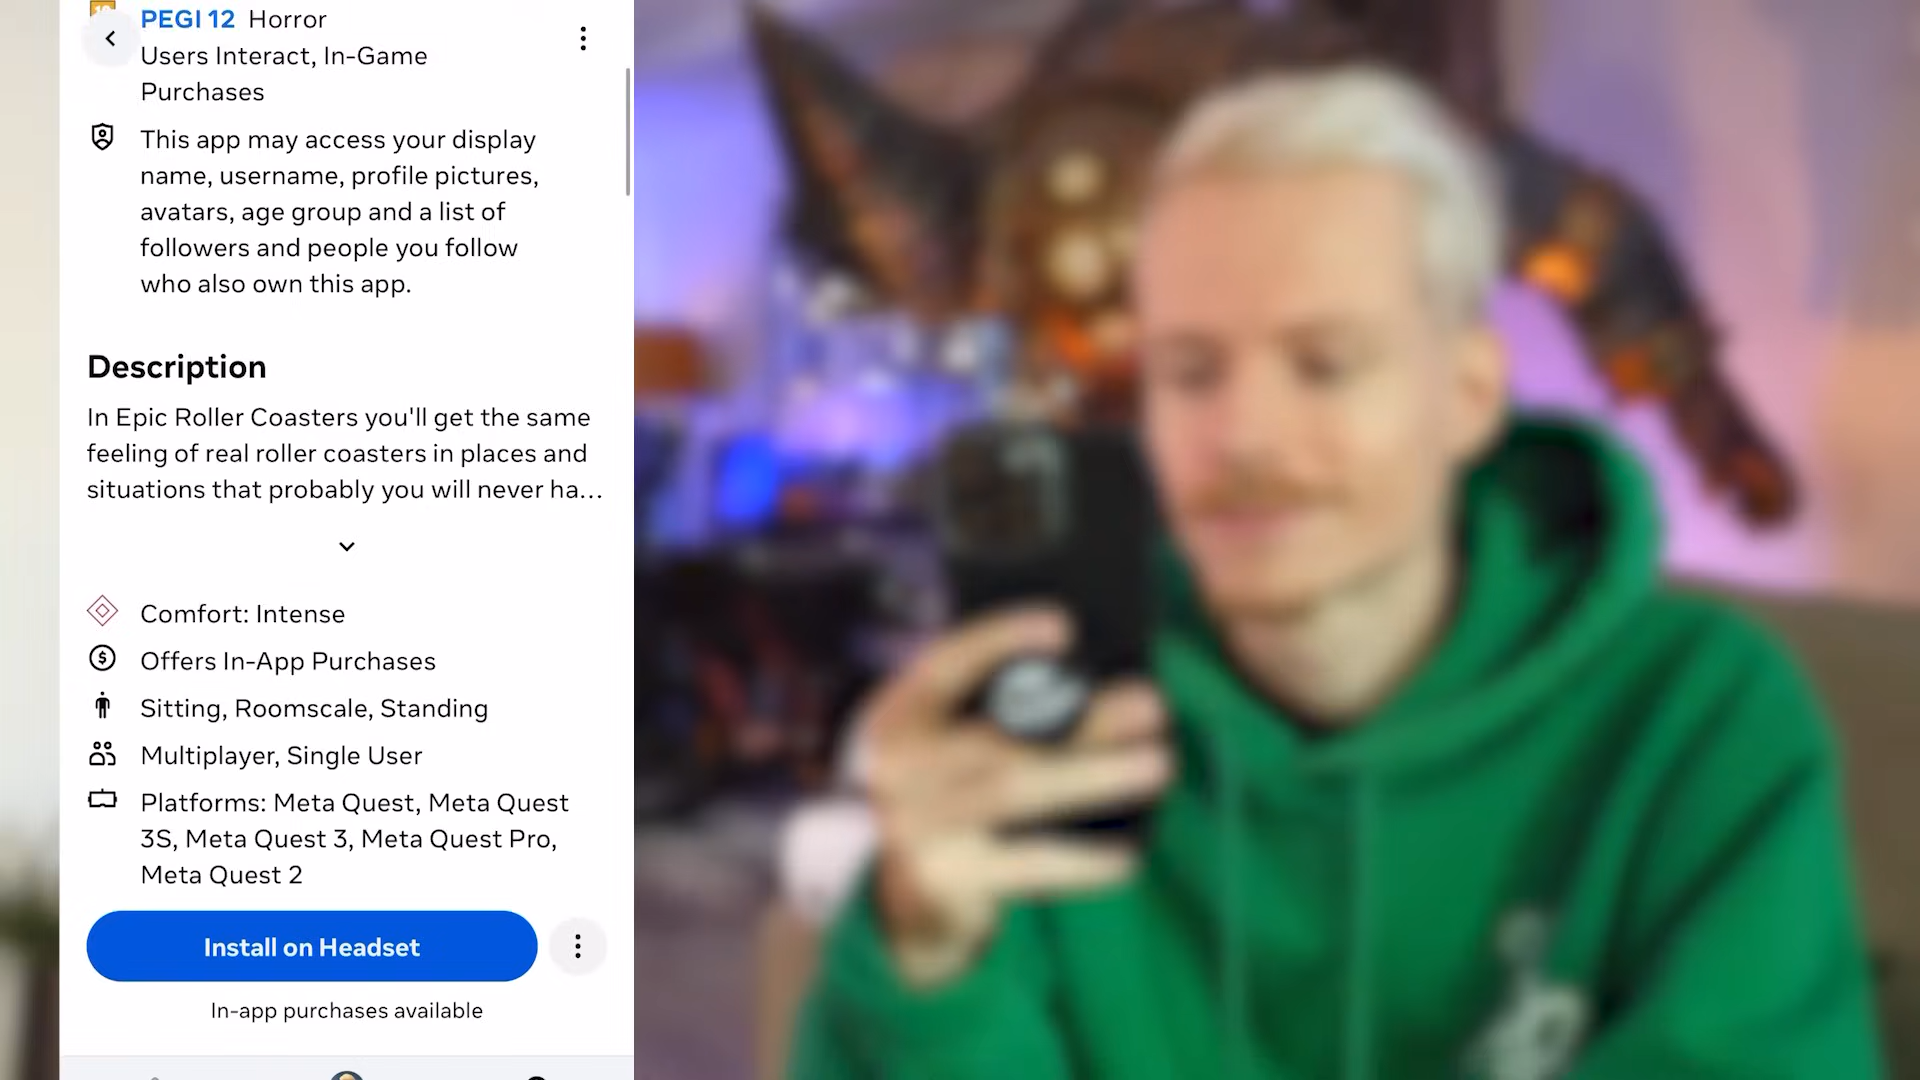 PEGI 12 Horror
Users Interact, In-Game
Purchases
This app may access your display
name, username, profile pictures,
avatars, age group and a list of
followers and people you follow
who also own this app.
Description
In Epic Roller Coasters you'll get the same
feeling of real roller coasters in places and
situations that probably you will never ha...
Comfort: Intense
Offers In-App Purchases
Sitting, Roomscale, Standing
Multiplayer, Single User
Platforms: Meta Quest, Meta Quest
3S, Meta Quest 3, Meta Quest Pro,
Meta Quest 2
Install on Headset
In-app purchases available